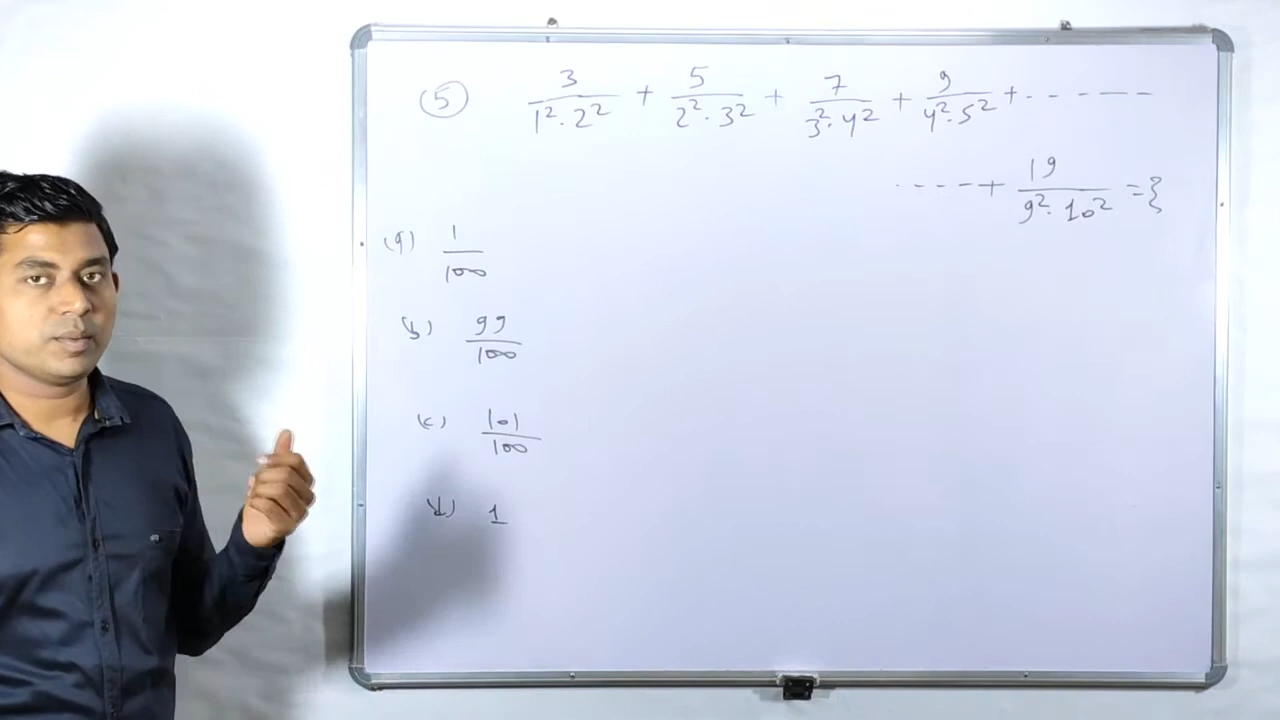 (5) 3/1².2² + 5/2².3² + 7/3².4² + 9/4².5² + - - - - - -
- - - - + 19/9².10² = ?
(a) 1/100
(b) 99/100
(c) 101/100
(d) 1